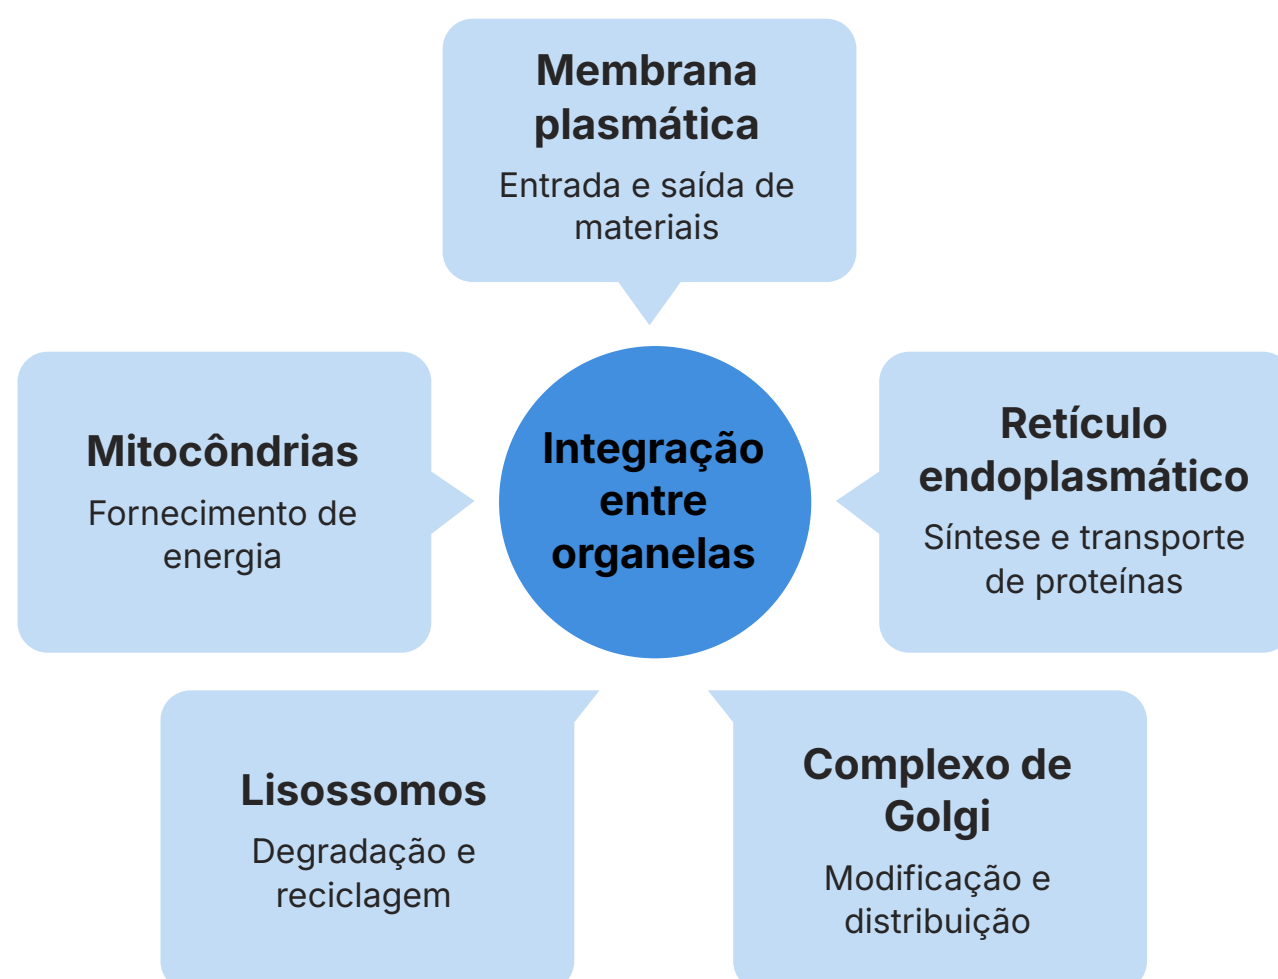 Membrana
plasmática
Entrada e saída de
materiais
Mitocôndrias
Fornecimento de
energia
Integração
entre
organelas
Retículo
endoplasmático
Síntese e transporte
de proteínas
Lisossomos
Degradação e
reciclagem
Complexo de
Golgi
Modificação e
distribuição